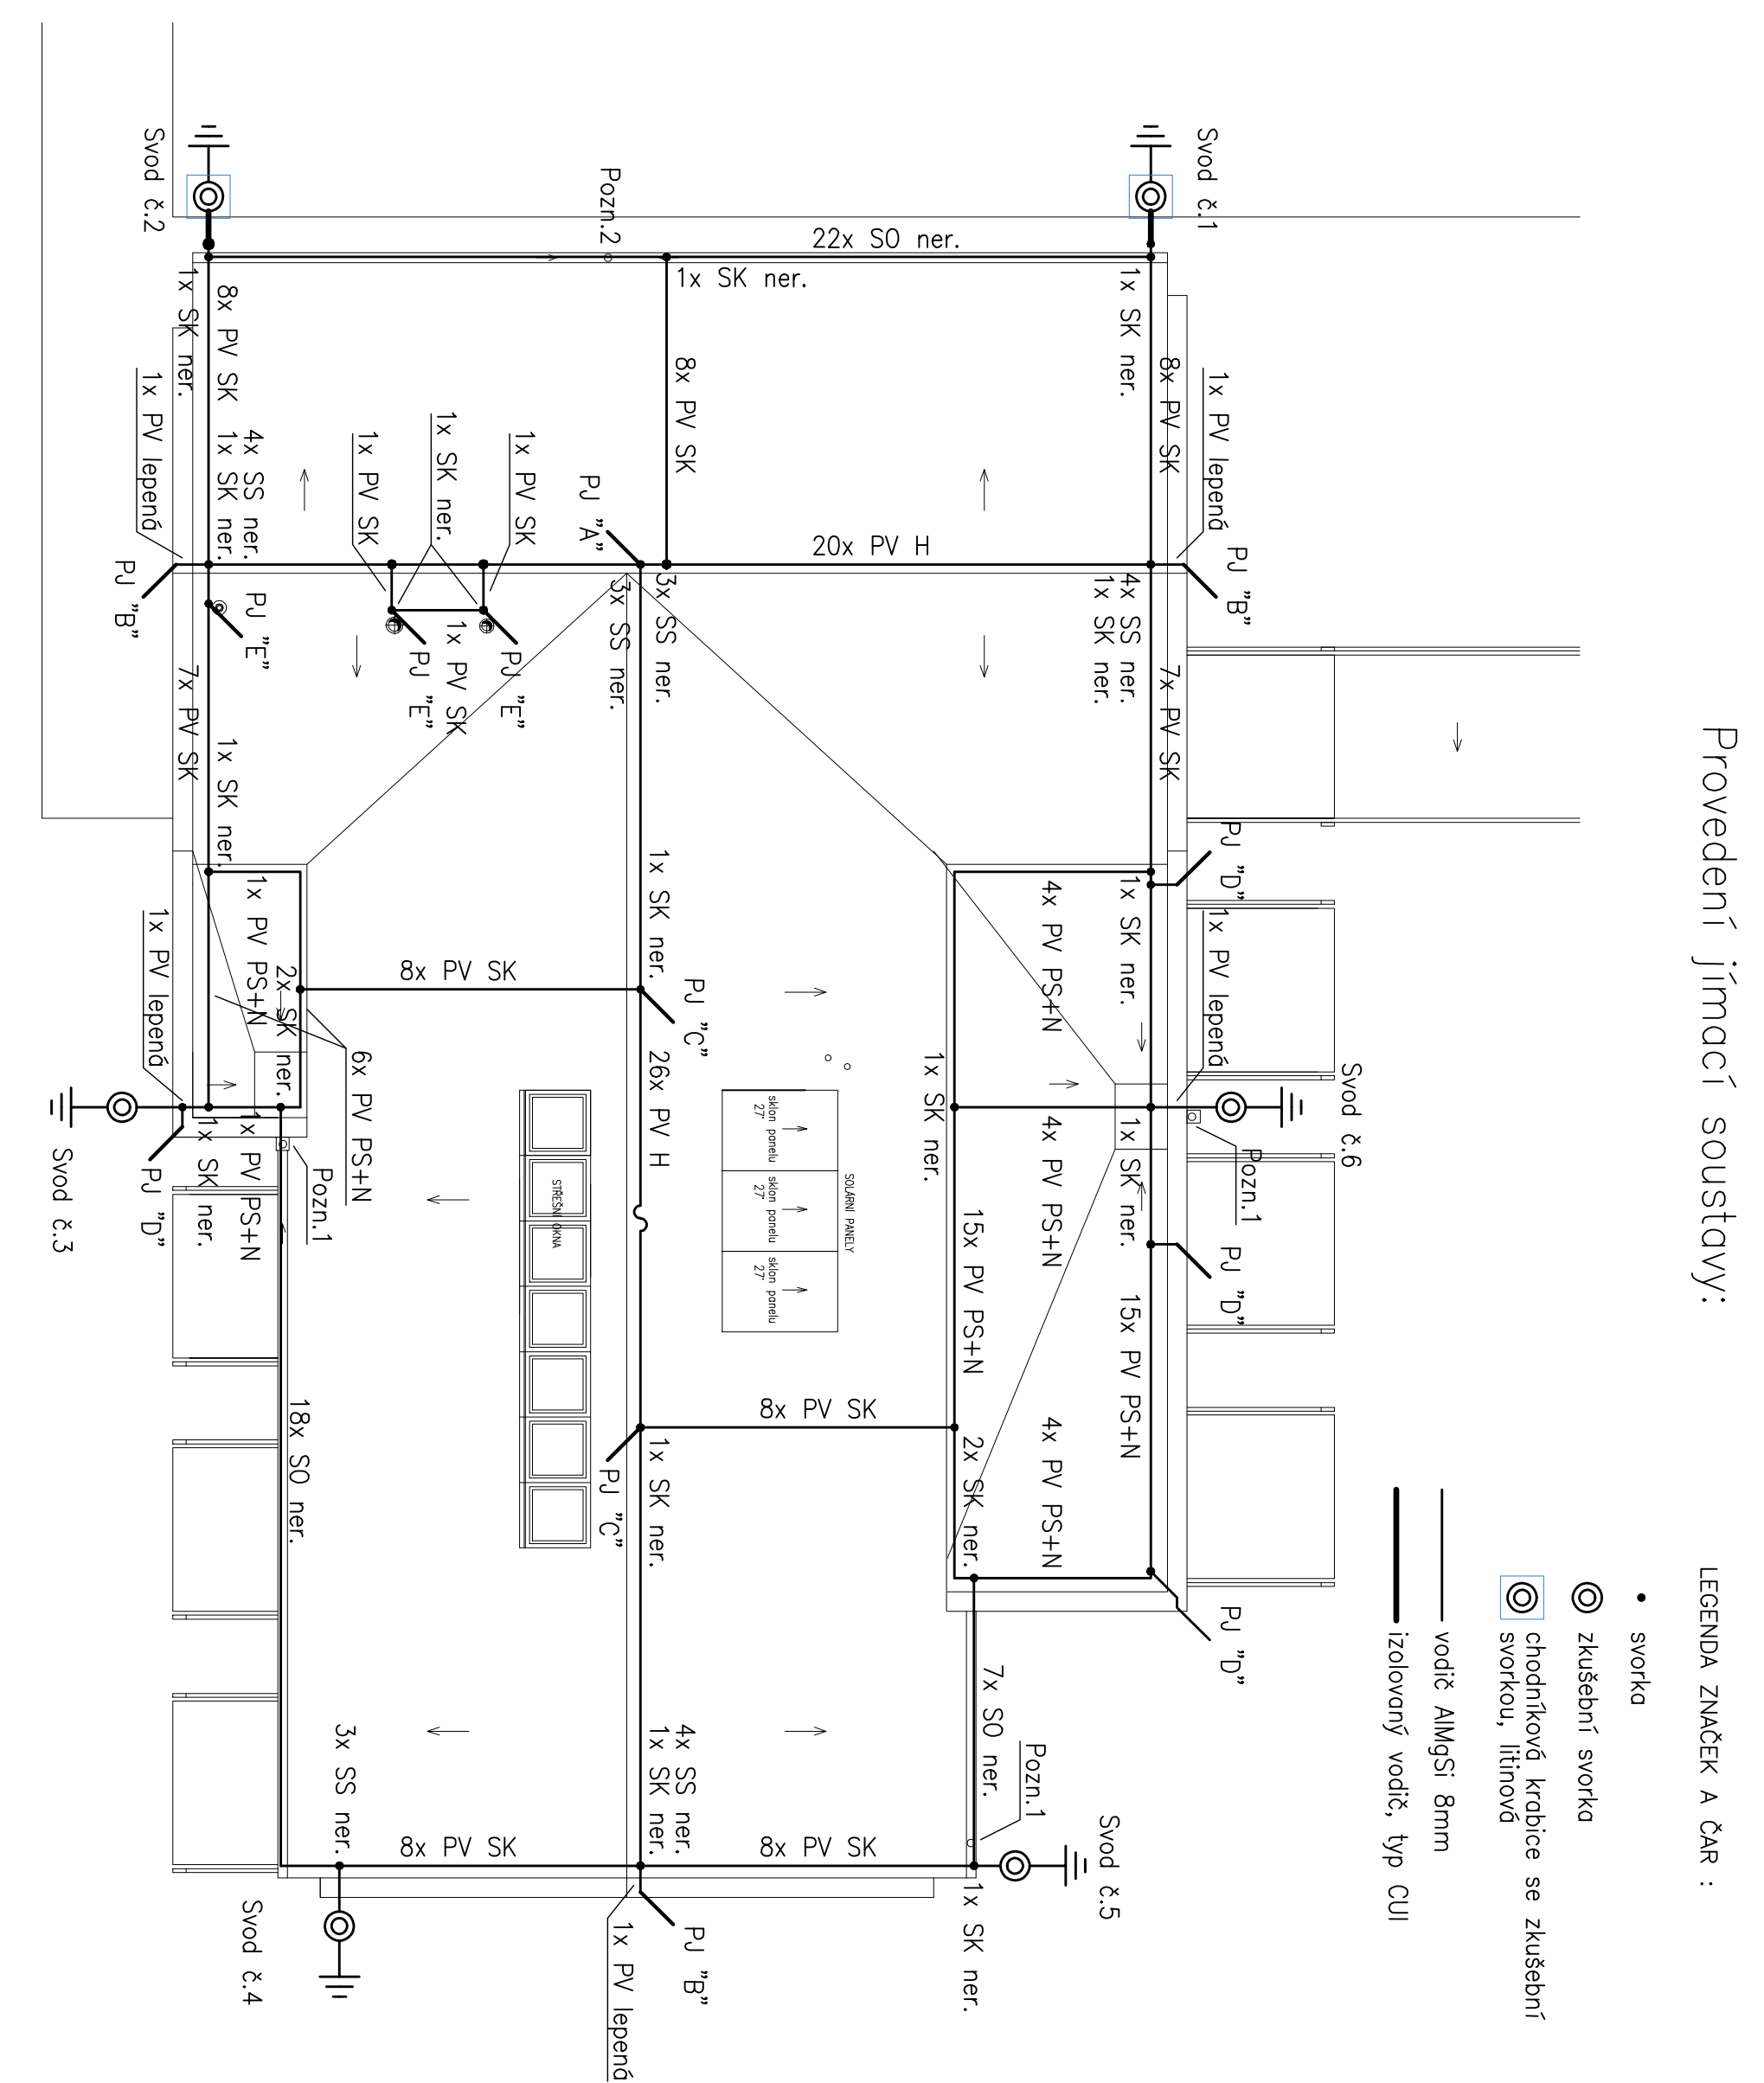 Provedení jímací soustavy:
LEGENDA ZNAČEK A ČAR :
svorka
zkušební svorka
chodníková krabice se zkušební
svorkou, litinová
vodič AlMgSi 8mm
izolovaný vodič, typ CUI
Svod č.1
Svod č.2
Pozn.2
22x SO ner.
1x SK ner.
1x SK ner.
8x PV SK
1x PV lepená
PJ "B"
8x PV SK
1x SK ner.
8x PV SK
4x SS ner.
1x SK ner.
1x PV lepená
PJ "B"
1x PV SK
1x SK ner.
1x PV SK
PJ "A"
20x PV H
3x SS ner.
3x SS ner.
4x SS ner.
1x SK ner.
7x PV SK
PJ "E"
PJ "E"
PJ "E"
1x PV SK
7x PV SK
1x SK ner.
PJ "D"
1x SK ner.
4x PV PS+N
1x PV lepená
1x SK ner.
1x PV PS+N
2x SK ner.
8x PV SK
PJ "C"
26x PV H
1x PV lepená
6x PV PS+N
Svod č.3
PJ "D"
1x SK ner.
1x PV PS+N
Pozn.1
1x SK ner.
4x PV PS+N
1x SK ner.
Svod č.6
Pozn.1
PJ "D"
15x PV PS+N
15x PV PS+N
SOLÁRNÍ PANELY
sklon panelu
27°
sklon panelu
27°
sklon panelu
27°
STŘEŠNÍ OKNA
8x PV SK
PJ "C"
1x SK ner.
2x SK ner.
4x PV PS+N
18x SO ner.
PJ "D"
7x SO ner.
Pozn.1
Svod č.5
1x SK ner.
3x SS ner.
8x PV SK
4x SS ner.
1x SK ner.
8x PV SK
Svod č.4
PJ "B"
1x PV lepená